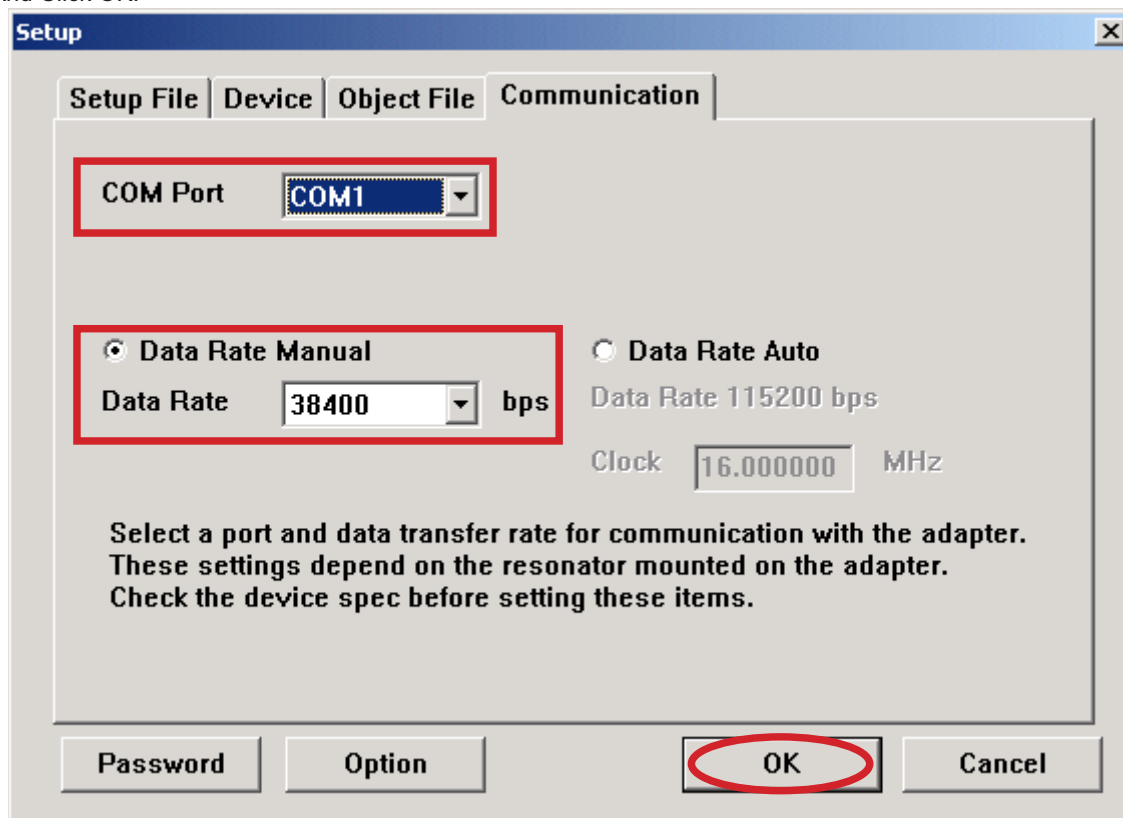 Setup
Setup File Device Object File Communication
COM Port COM1
Data Rate Manual Data Rate Auto
Data Rate 38400 bps Data Rate 115200 bps
Clock 16.000000 MHz
Select a port and data transfer rate for communication with the adapter.
These settings depend on the resonator mounted on the adapter.
Check the device spec before setting these items.
Password Option OK Cancel